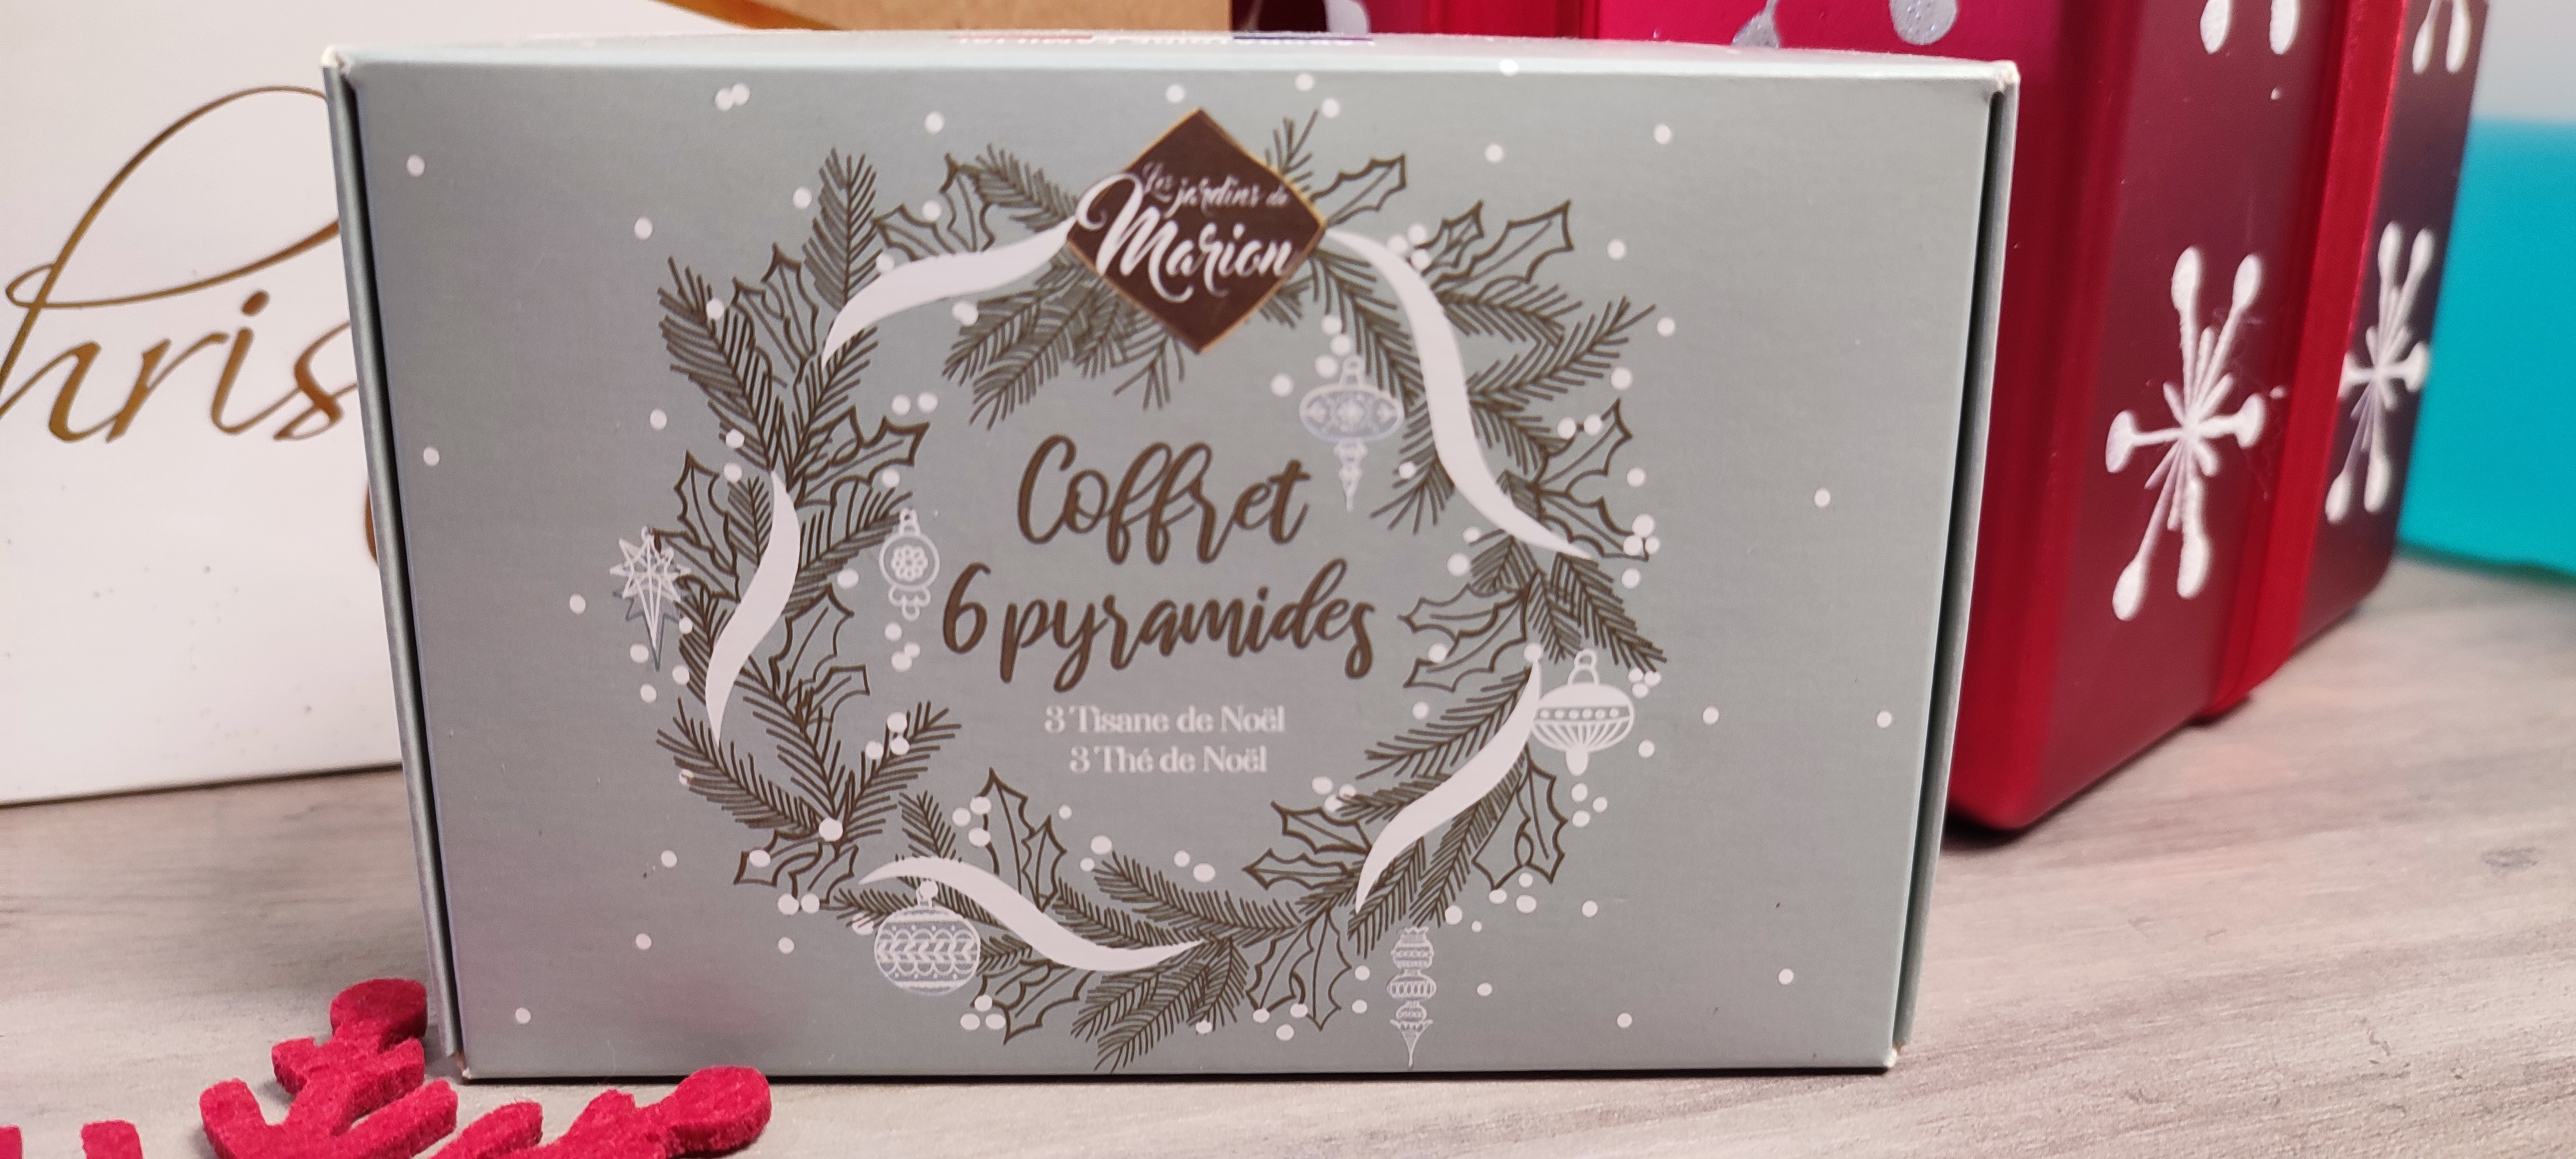 Les jardins de
Marion
Coffret
6 pyramides
3 Tisane de Noël
3 Thé de Noël
hris